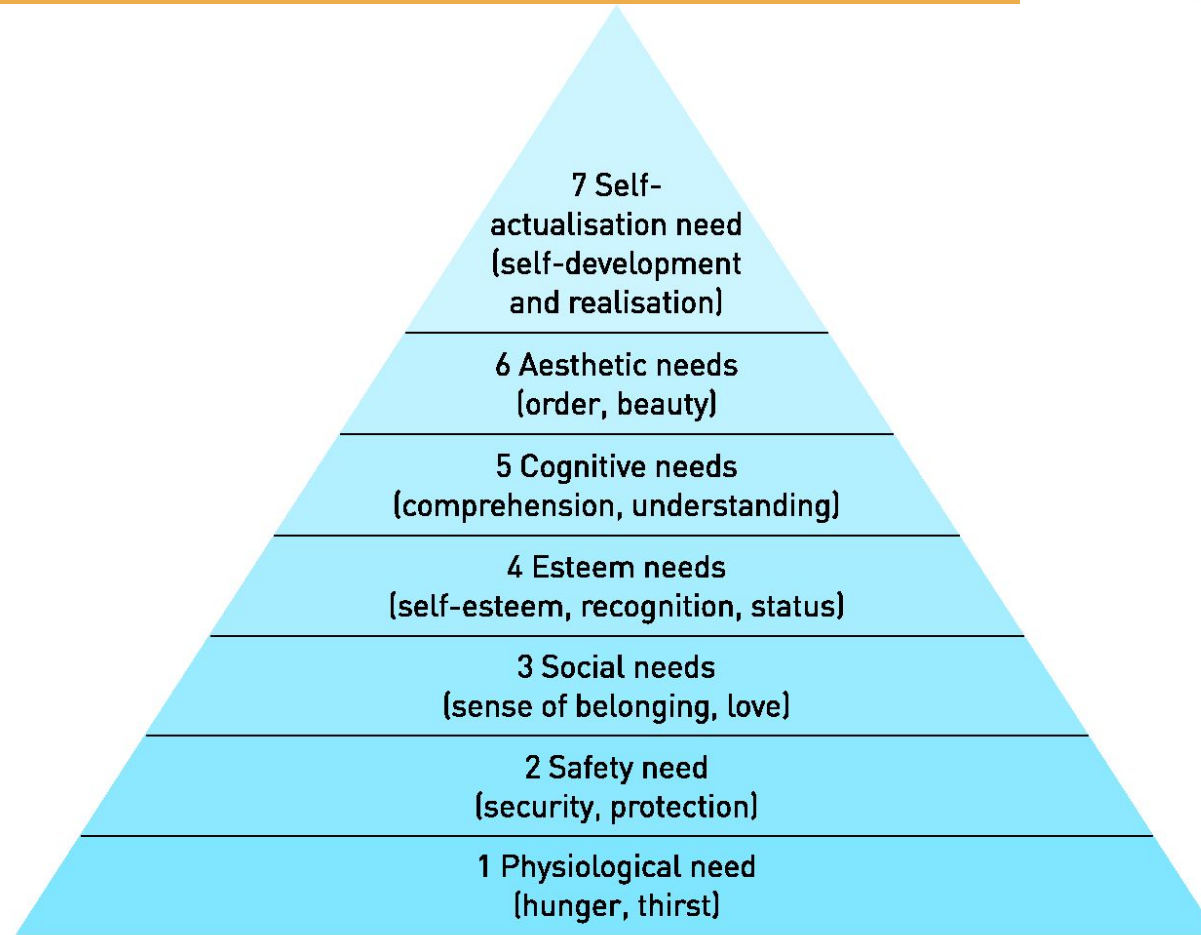 7 Self-
actualisation need
(self-development
and realisation)
6 Aesthetic needs
(order, beauty)
5 Cognitive needs
(comprehension, understanding)
4 Esteem needs
(self-esteem, recognition, status)
3 Social needs
(sense of belonging, love)
2 Safety need
(security, protection)
1 Physiological need
(hunger, thirst)